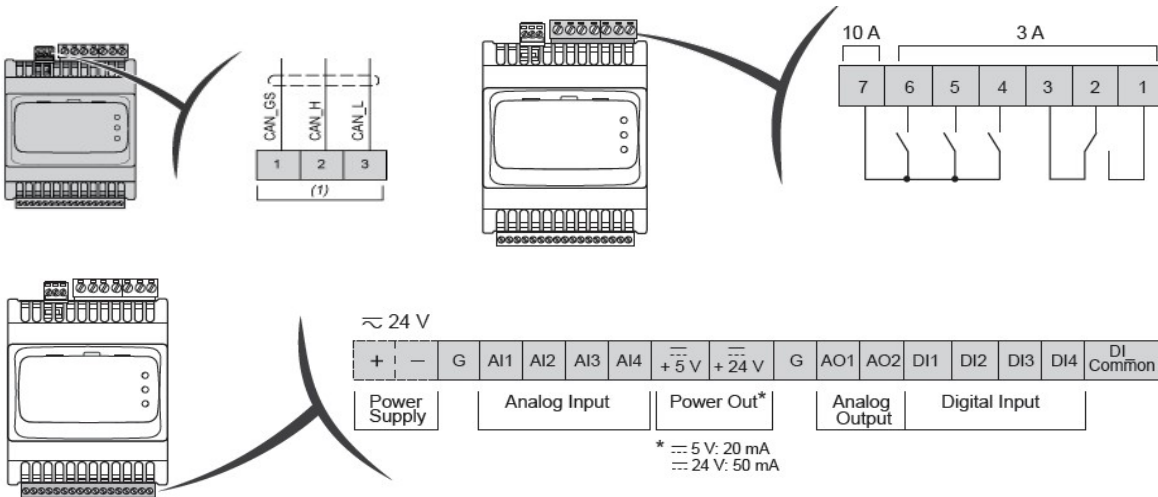 CAN_GS
CAN_H
CAN_L
1 2 3
(1)
10 A 3 A
7 6 5 4 3 2 1
⎓∼ 24 V
+ − G AI1 AI2 AI3 AI4 ⎓ + 5 V ⎓ + 24 V G AO1 AO2 DI1 DI2 DI3 DI4 DI_Common
Power Supply
Analog Input
Power Out*
Analog Output
Digital Input
* ⎓ 5 V: 20 mA
⎓ 24 V: 50 mA